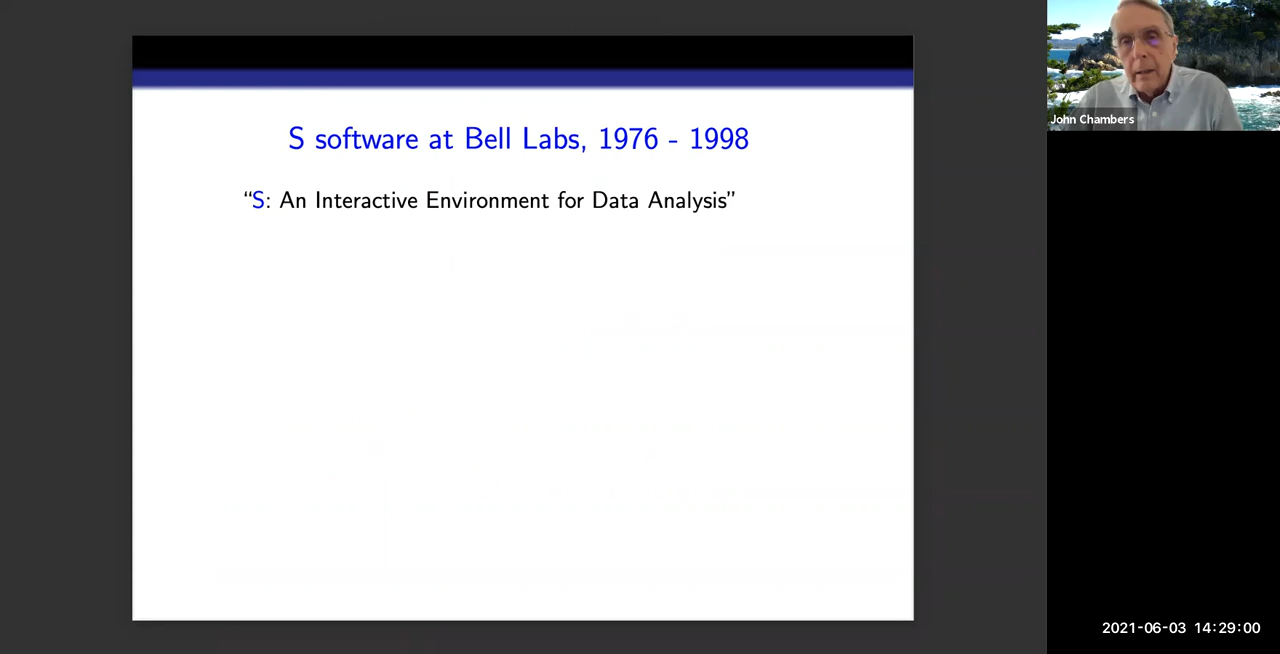 S software at Bell Labs, 1976 - 1998
“S: An Interactive Environment for Data Analysis”
John Chambers
2021-06-03 14:29:00